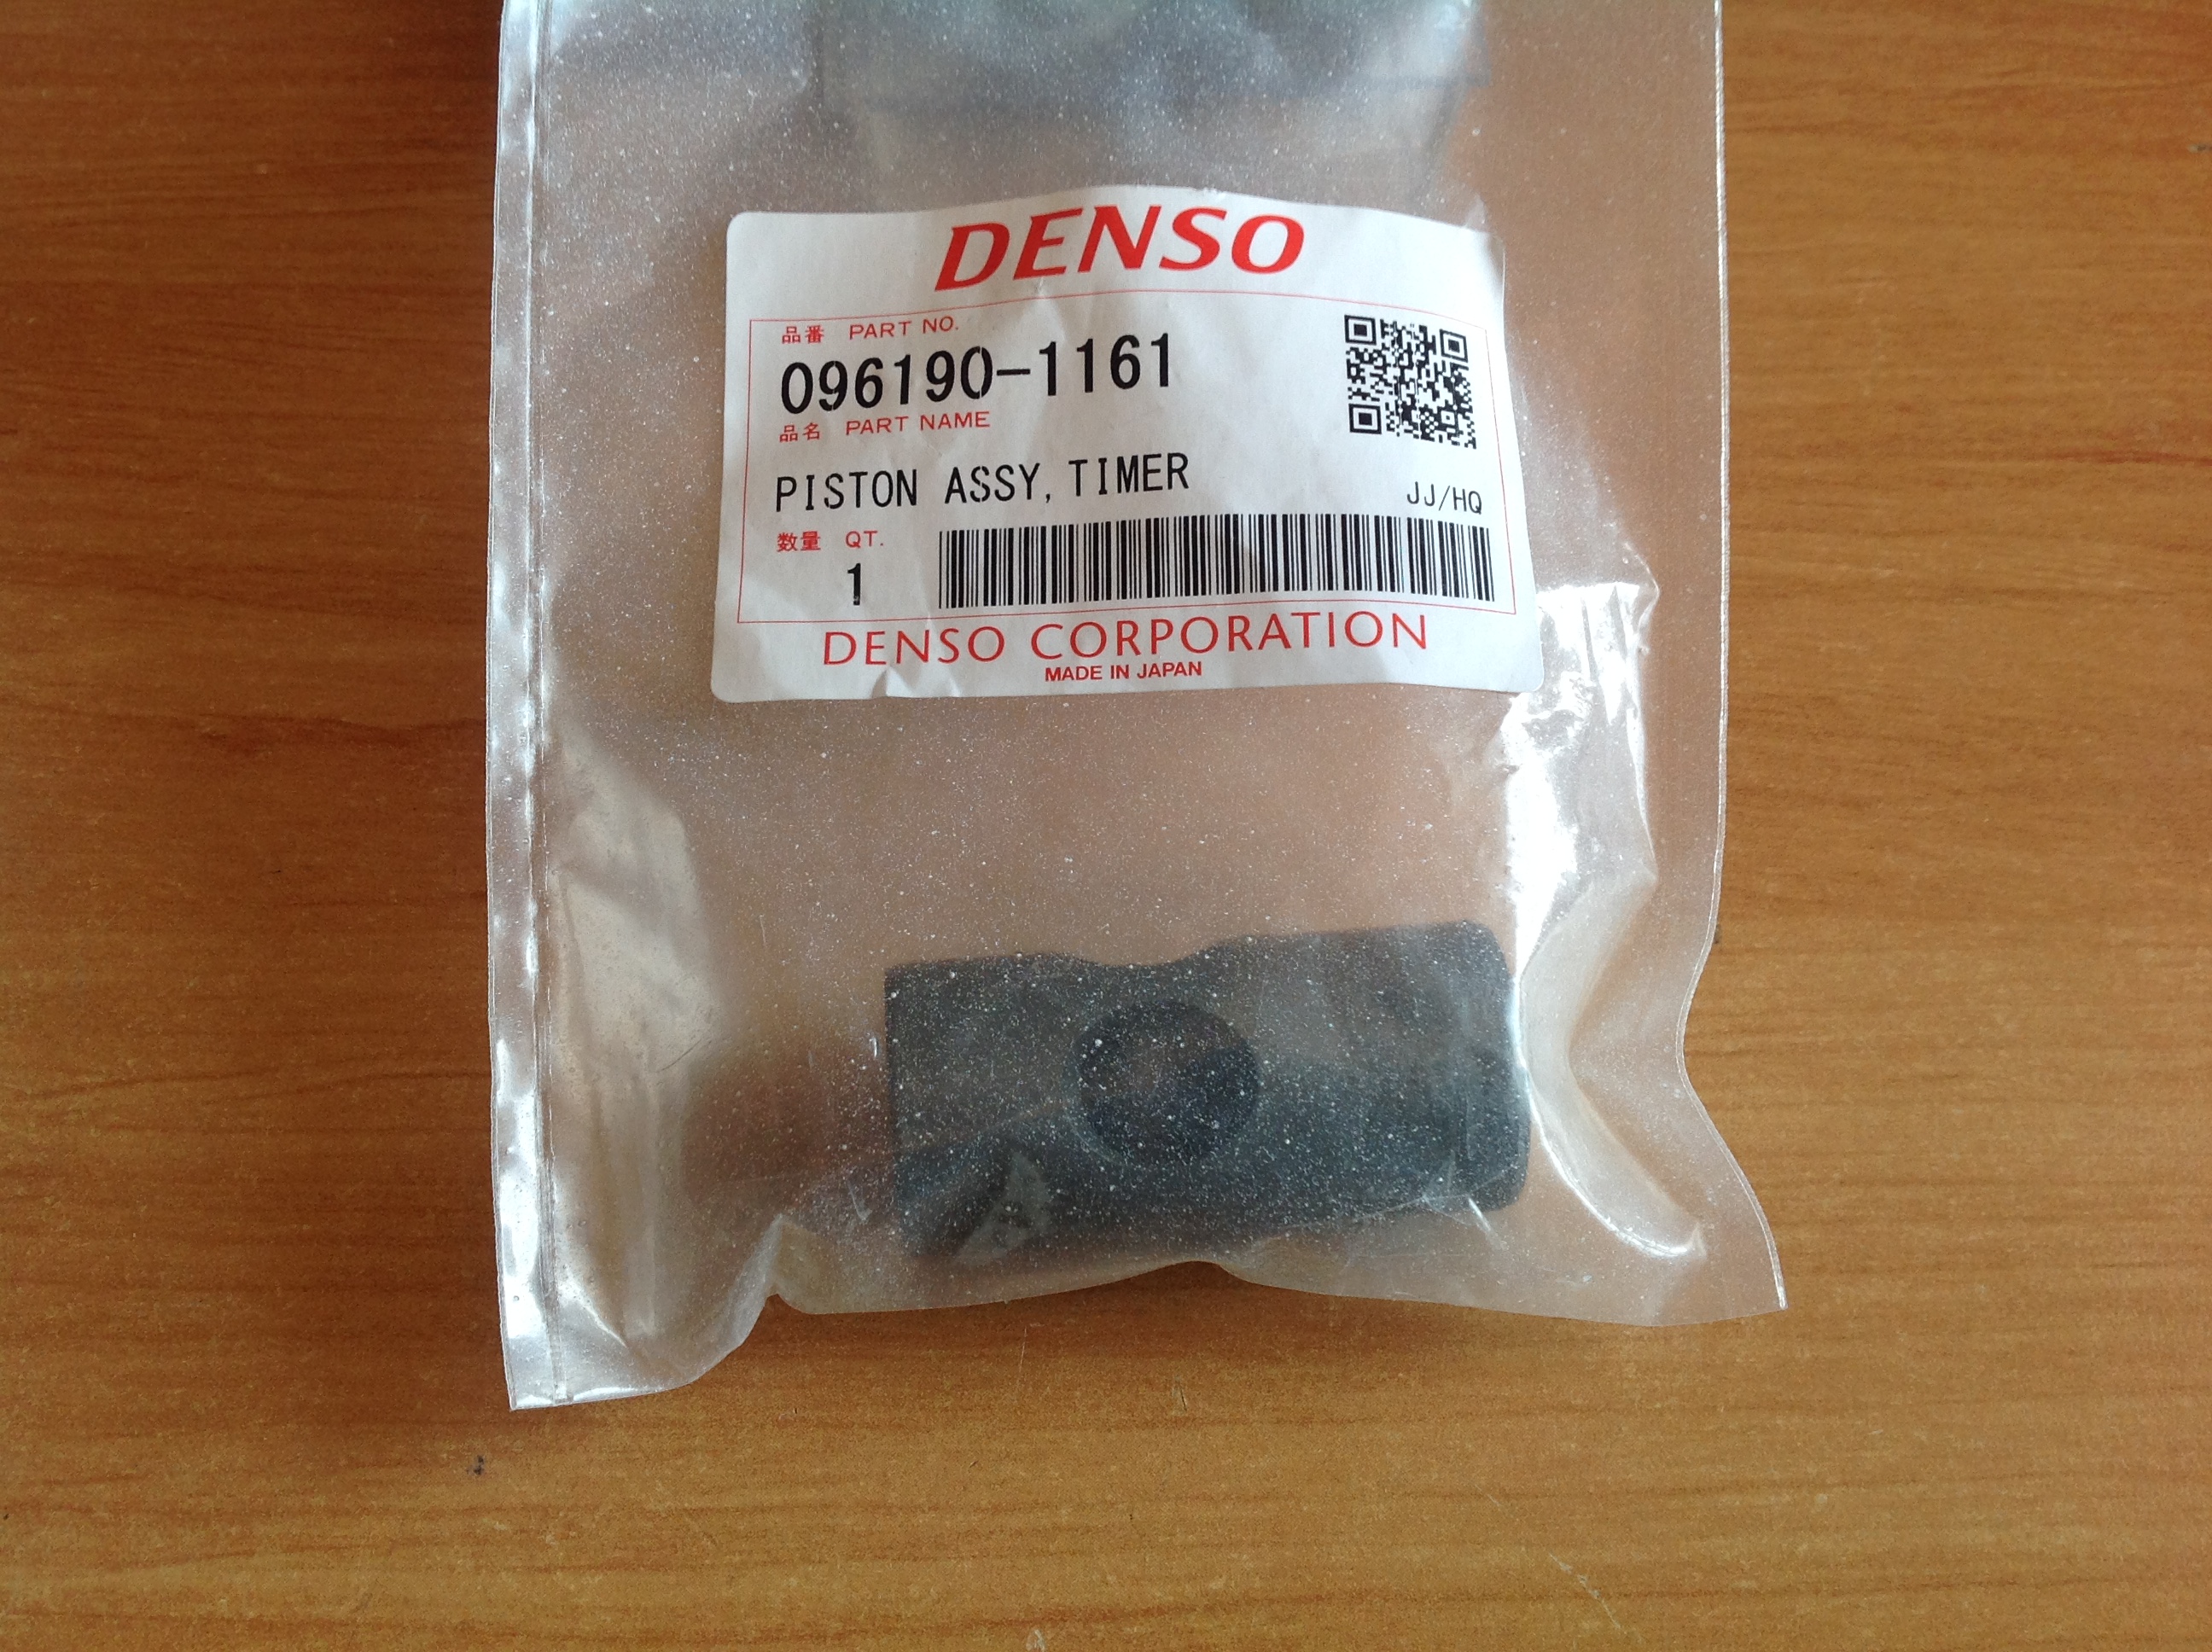 DENSO
品番 PART NO.
096190-1161
品名 PART NAME
PISTON ASSY, TIMER
JJ/HQ
数量 QT.
1
DENSO CORPORATION
MADE IN JAPAN